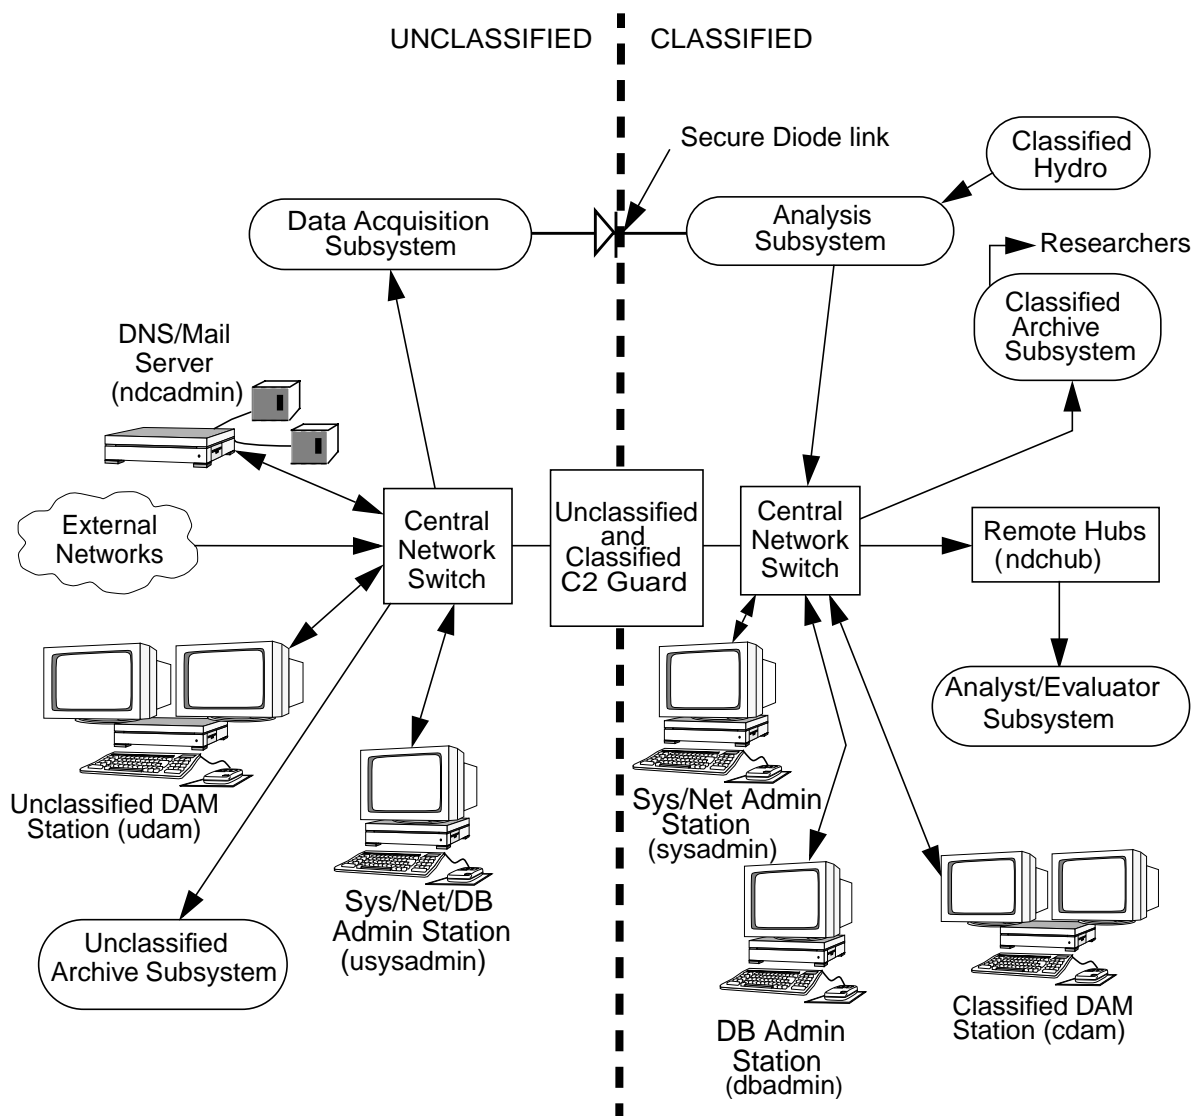 UNCLASSIFIED
CLASSIFIED
Secure Diode link
Classified
Hydro
Data Acquisition
Subsystem
Analysis
Subsystem
Researchers
Classified
Archive
Subsystem
DNS/Mail
Server
(ndcadmin)
External
Networks
Central
Network
Switch
Unclassified
and
Classified
C2 Guard
Central
Network
Switch
Remote Hubs
(ndchub)
Analyst/Evaluator
Subsystem
Unclassified DAM
Station (udam)
Sys/Net Admin
Station
(sysadmin)
Sys/Net/DB
Admin Station
(usysadmin)
Unclassified
Archive Subsystem
DB Admin
Station
(dbadmin)
Classified DAM
Station (cdam)